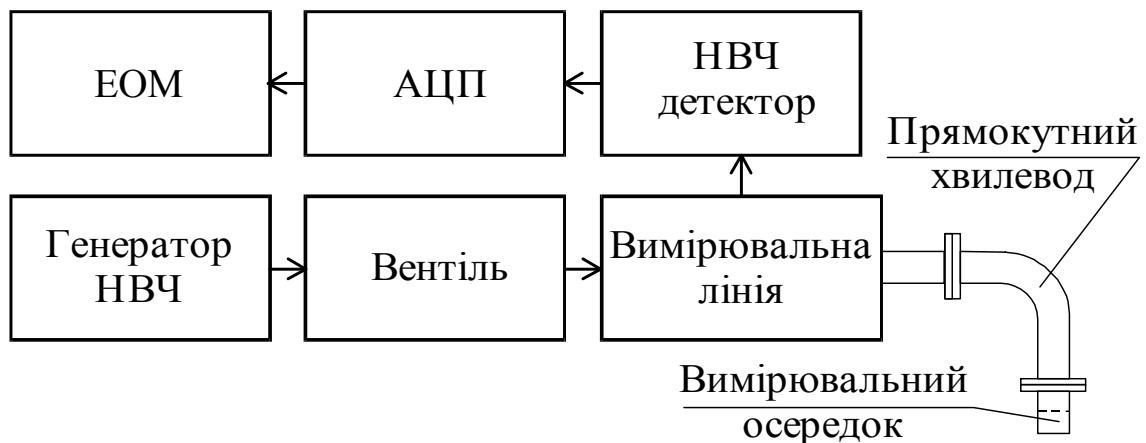 ЕОМ
АЦП
НВЧ
детектор
Прямокутний
хвилевод
Генератор
НВЧ
Вентіль
Вимірювальна
лінія
Вимірювальний
осередок